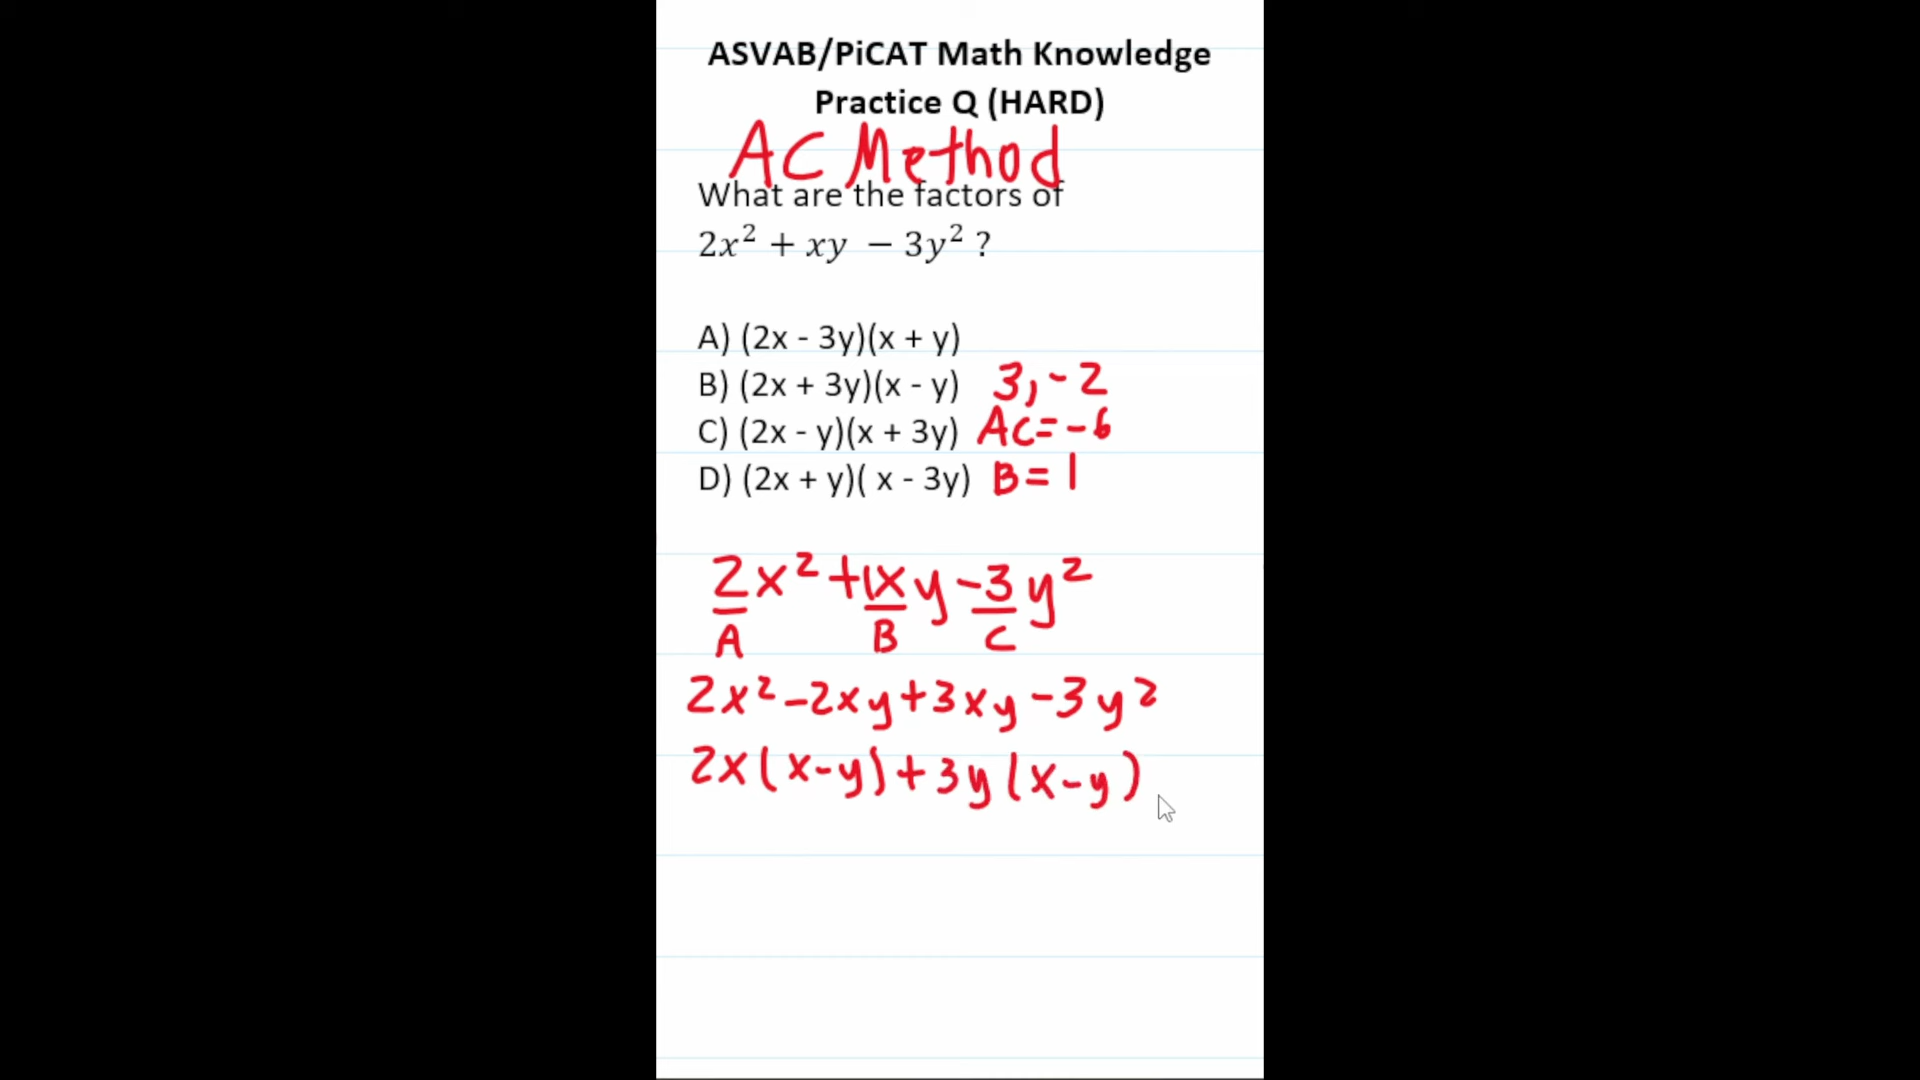 ASVAB/PiCAT Math Knowledge
Practice Q (HARD)
AC Method
What are the factors of
2x² + xy − 3y² ?
A) (2x - 3y)(x + y)
B) (2x + 3y)(x - y) 3, -2
C) (2x - y)(x + 3y) AC = -6
D) (2x + y)( x - 3y) B = 1
2x² + 1xy - 3y²
A B C
2x² - 2xy + 3xy - 3y²
2x(x-y) + 3y(x-y)